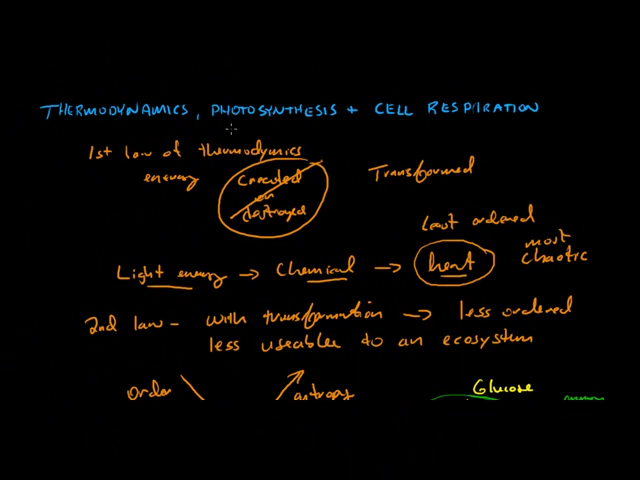 THERMODYNAMICS, PHOTOSYNTHESIS + CELL RESPIRATION
1st law of thermodymics
energy
Created
or
destroyed
Transformed
Least ordered
most
chaotic
Light energy → Chemical → heat
2nd law - with transformation → less ordered
less useable to an ecosystem
Order
entropy
Glucose